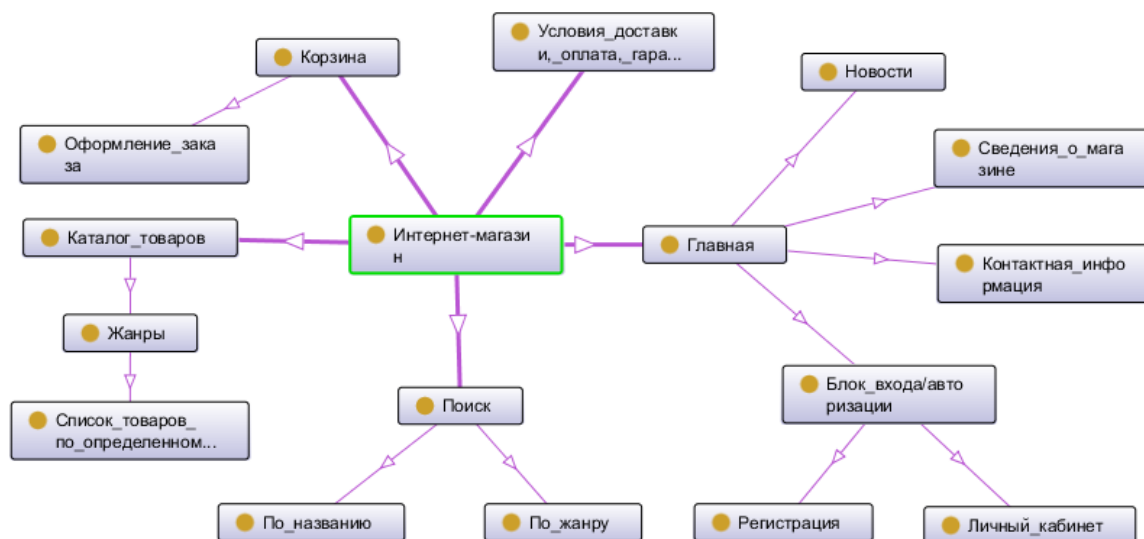 Условия_доставк
и,_оплата,_гара...
Корзина
Новости
Оформление_зака
за
Сведения_о_мага
зине
Каталог_товаров
Интернет-магази
н
Главная
Контактная_инфо
рмация
Жанры
Блок_входа/авто
ризации
Поиск
Список_товаров_
по_определенном...
По_названию
По_жанру
Регистрация
Личный_кабинет